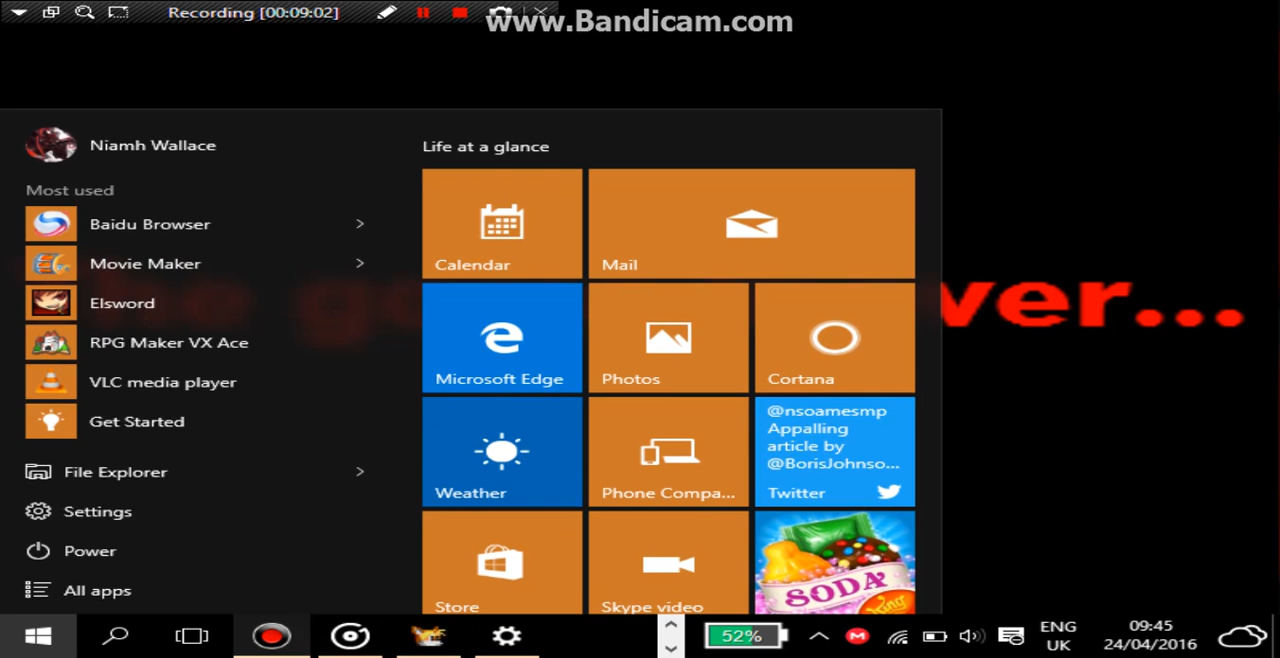 Recording [00:09:02]
www.Bandicam.com
Niamh Wallace
Most used
Baidu Browser
Movie Maker
Elsword
RPG Maker VX Ace
VLC media player
Get Started
File Explorer
Settings
Power
All apps
Life at a glance
Calendar
Mail
Microsoft Edge
Photos
Cortana
Weather
Phone Compa...
@nsoamesmp
Appalling
article by
@BorisJohnso...
Twitter
Store
Skype video
SODA
King
ver...
52%
ENG
UK
09:45
24/04/2016